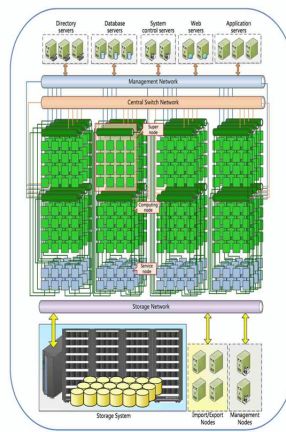 Directory
servers
Database
servers
System
control servers
Web
servers
Application
servers
Management Network
Central Switch Network
Super
node
Computing
node
Service
node
Storage Network
Storage System
Import/Export
Nodes
Management
Nodes